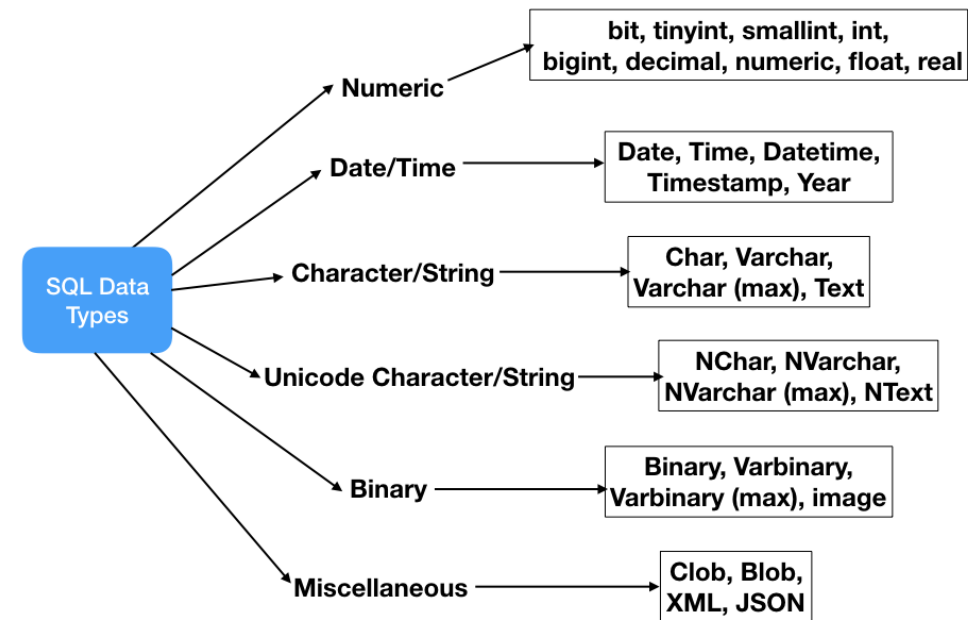 bit, tinyint, smallint, int,
bigint, decimal, numeric, float, real
Numeric
Date/Time
Date, Time, Datetime,
Timestamp, Year
Character/String
Char, Varchar,
Varchar (max), Text
SQL Data
Types
Unicode Character/String
NChar, NVarchar,
NVarchar (max), NText
Binary
Binary, Varbinary,
Varbinary (max), image
Miscellaneous
Clob, Blob,
XML, JSON